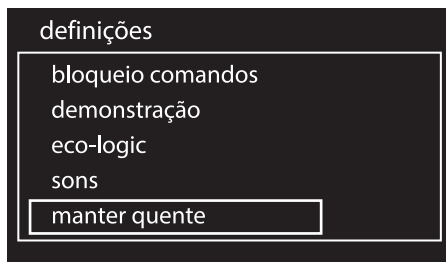 definições
bloqueio comandos
demonstração
eco-logic
sons
manter quente